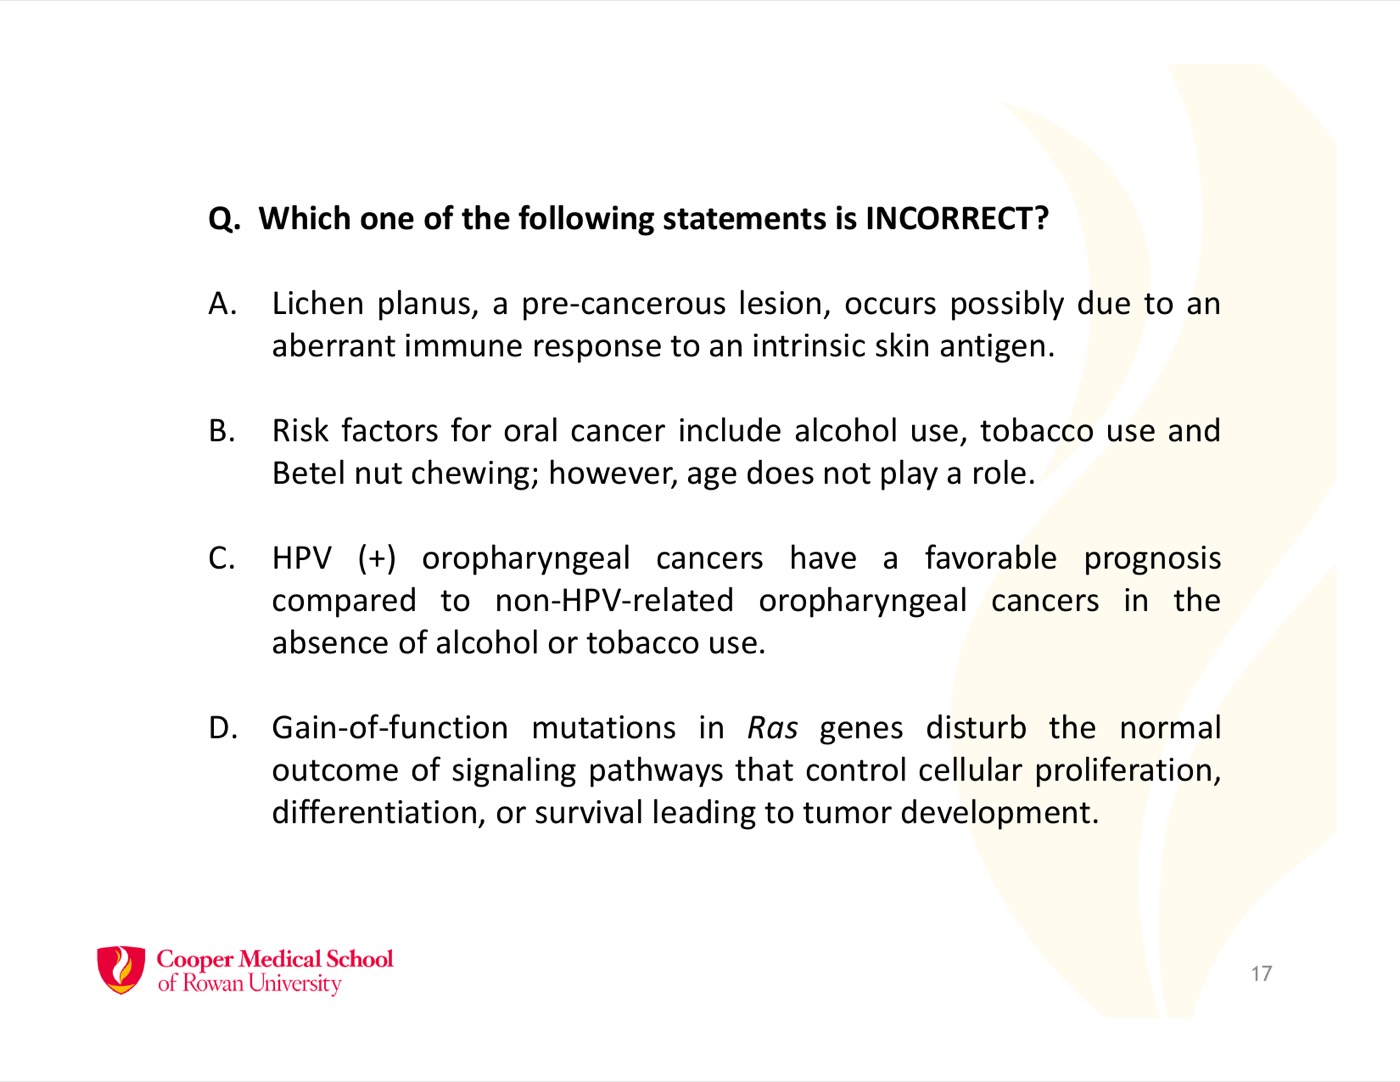 Q. Which one of the following statements is INCORRECT?
A. Lichen planus, a pre-cancerous lesion, occurs possibly due to an
aberrant immune response to an intrinsic skin antigen.
B. Risk factors for oral cancer include alcohol use, tobacco use and
Betel nut chewing; however, age does not play a role.
C. HPV (+) oropharyngeal cancers have a favorable prognosis
compared to non-HPV-related oropharyngeal cancers in the
absence of alcohol or tobacco use.
D. Gain-of-function mutations in Ras genes disturb the normal
outcome of signaling pathways that control cellular proliferation,
differentiation, or survival leading to tumor development.
Cooper Medical School
of Rowan University
17